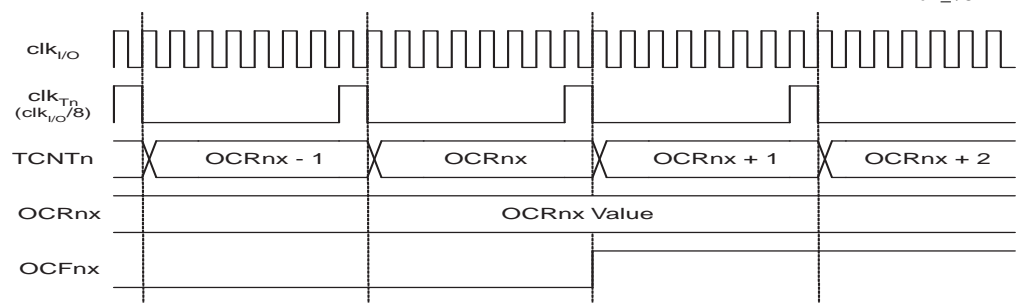 clkI/O
clkTn
(clkI/O/8)
TCNTn
OCRnx - 1
OCRnx
OCRnx + 1
OCRnx + 2
OCRnx
OCRnx Value
OCFnx